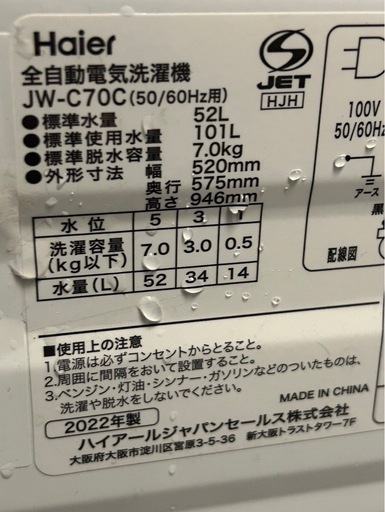 Haier
全自動電気洗濯機
JW-C70C(50/60Hz用)
●標準水量 52L
●標準使用水量 101L
●標準脱水容量 7.0kg
●外形寸法 幅 520mm
奥行 575mm
高さ 946mm
JET
HJH
100V
50/60H
アース
黒
配線図
水位 5 3 1
洗濯容量(kg以下) 7.0 3.0 0.5
水量(L) 52 34 14
■使用上の注意
1.電源は必ずコンセントからとること。
2.周囲に間隔をおいて設置すること。
3.ベンジン・灯油・シンナー・ガソリンなどのついたものは、
洗濯や脱水をしないでください。
MADE IN CHINA
2022年製
ハイアールジャパンセールス株式会社
大阪府大阪市淀川区宮原3-5-36 新大阪トラストタワー7F